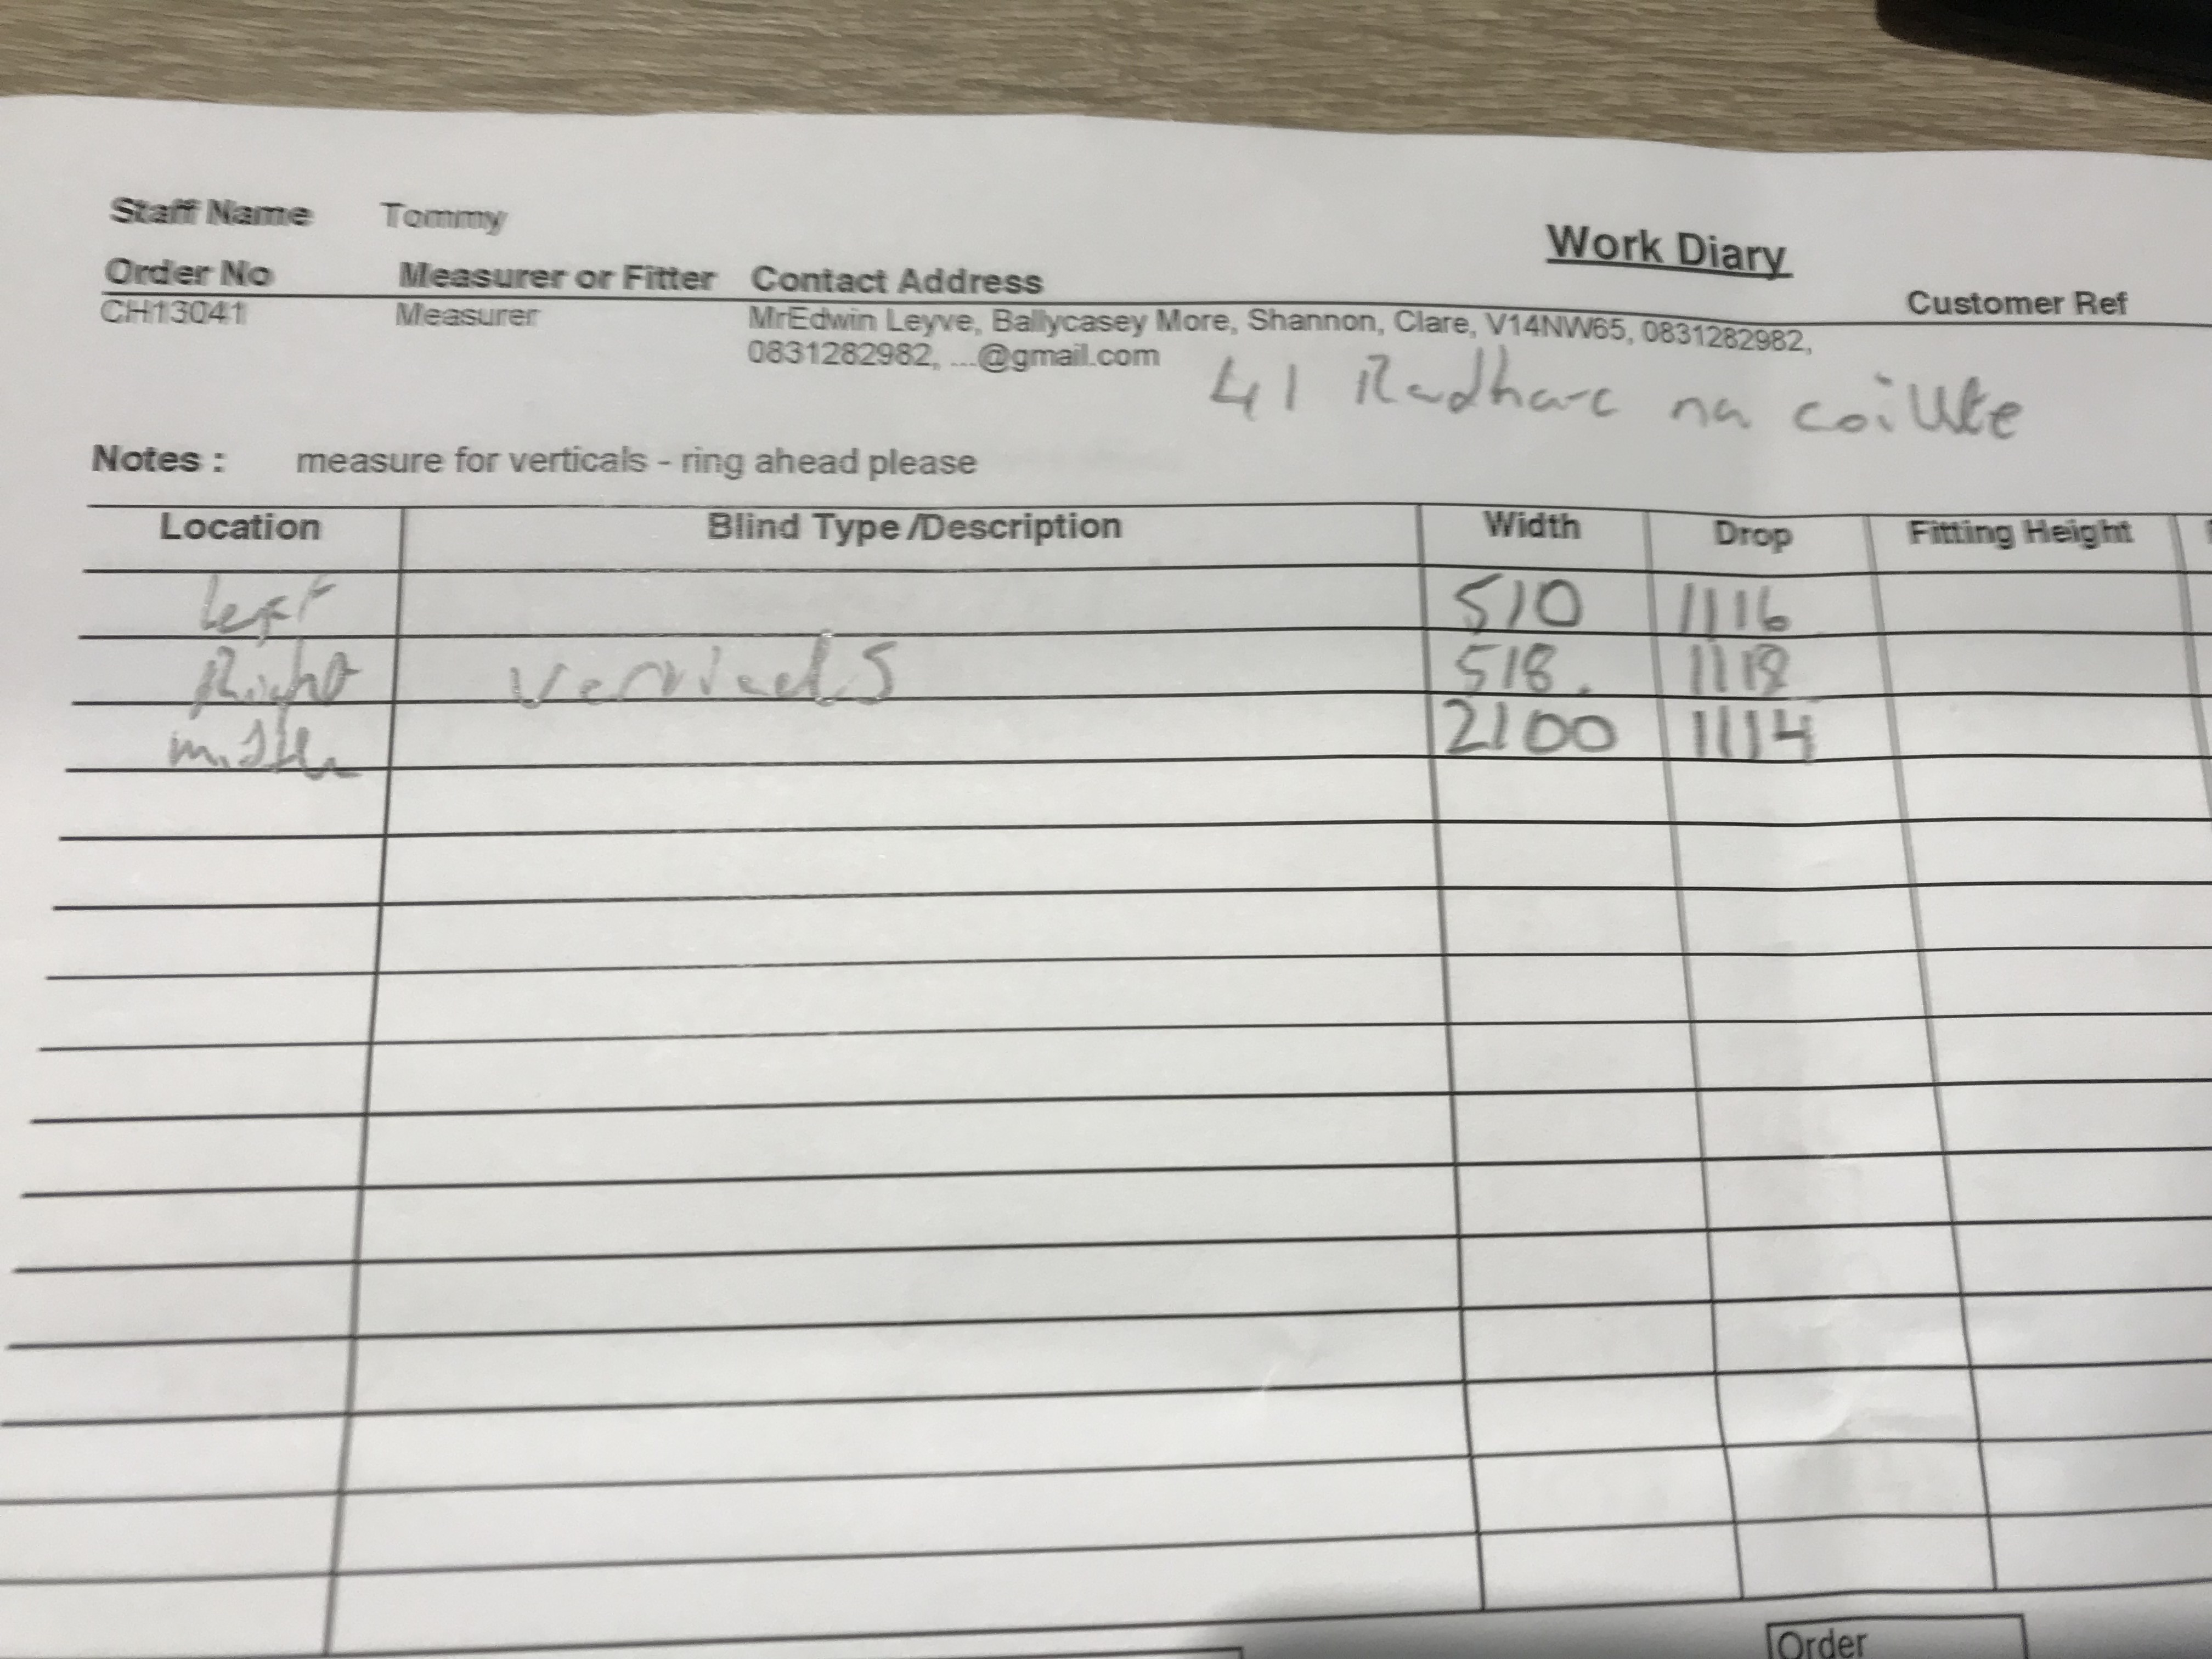 Staff Name Tommy
Work Diary
Order No Measurer or Fitter Contact Address Customer Ref
CH13041 Measurer MrEdwin Leyve, Ballycasey More, Shannon, Clare, V14NW65, 0831282982,
0831282982, ...@gmail.com
41 Radharc na coillte
Notes : measure for verticals - ring ahead please
Location Blind Type /Description Width Drop Fitting Height
Left 510 1116
Right Verticals 518 1118
middle 2100 1114
Order